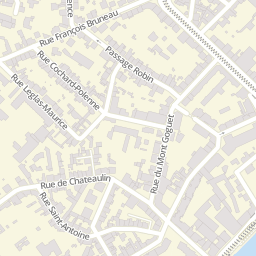 ence
Rue François Bruneau
Passage Robin
Rue Cochard-Polenne
Rue Leglas-Maurice
Rue du Mont Goguet
Rue de Chateaulin
Rue Saint-Antoine